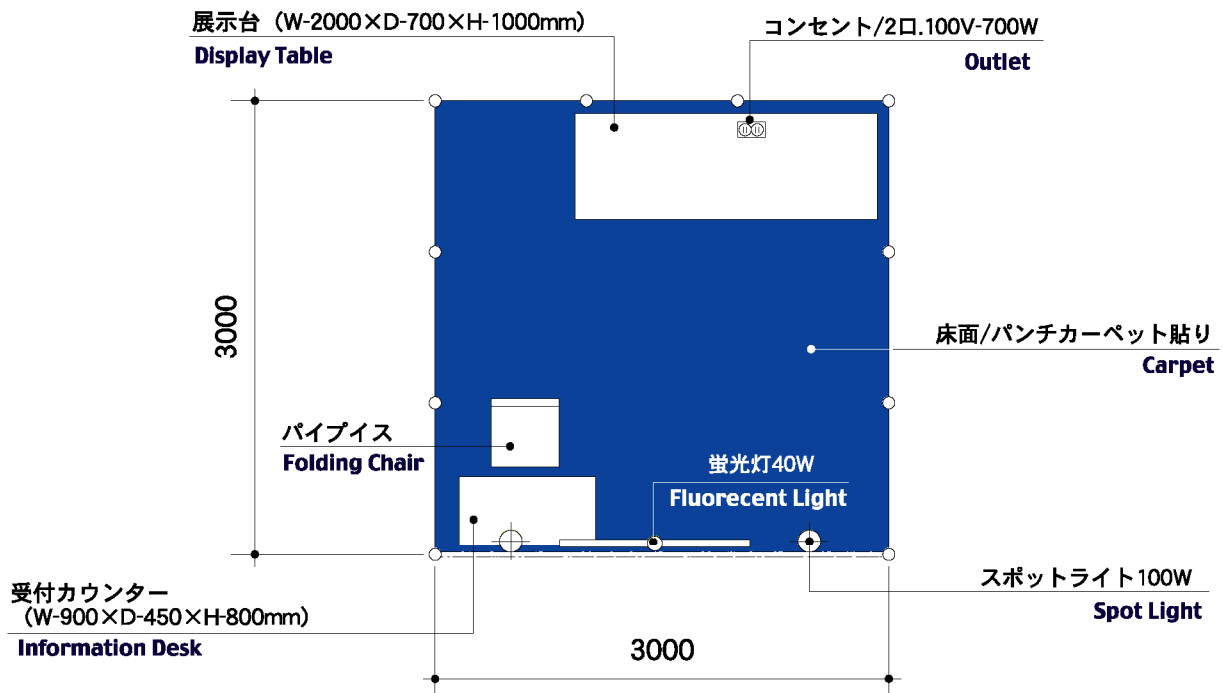 展示台（W-2000×D-700×H-1000mm）
Display Table
コンセント/2口.100V-700W
Outlet
3000
床面/パンチカーペット貼り
Carpet
パイプイス
Folding Chair
蛍光灯40W
Fluorecent Light
受付カウンター
（W-900×D-450×H-800mm）
Information Desk
スポットライト100W
Spot Light
3000